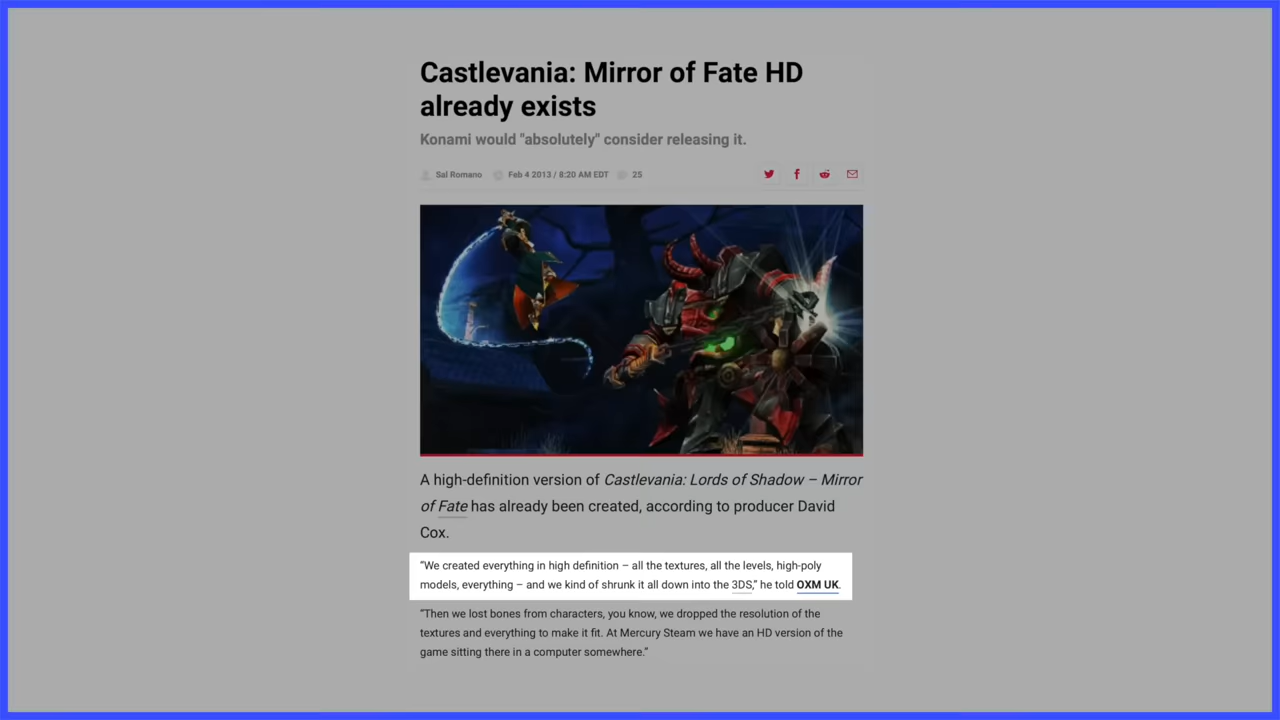 Castlevania: Mirror of Fate HD
already exists
Konami would "absolutely" consider releasing it.
Sal Romano Feb 4 2013 / 8:20 AM EDT 25
A high-definition version of Castlevania: Lords of Shadow – Mirror
of Fate has already been created, according to producer David
Cox.
“We created everything in high definition – all the textures, all the levels, high-poly
models, everything – and we kind of shrunk it all down into the 3DS,” he told OXM UK.
“Then we lost bones from characters, you know, we dropped the resolution of the
textures and everything to make it fit. At Mercury Steam we have an HD version of the
game sitting there in a computer somewhere.”